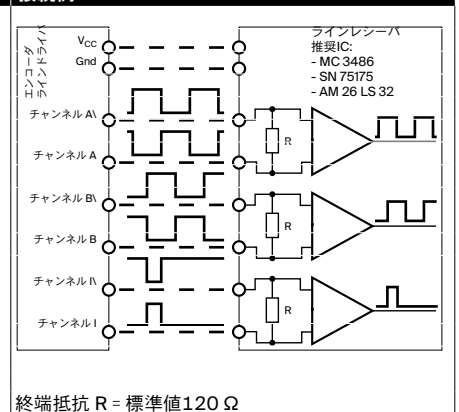 エンコーダ
ラインドライバ
VCC
Gnd
チャンネル A\
チャンネル A
チャンネル B\
チャンネル B
チャンネル I\
チャンネル I
ラインレシーバ
推奨IC:
- MC 3486
- SN 75175
- AM 26 LS 32
R
R
R
終端抵抗 R = 標準値120 Ω